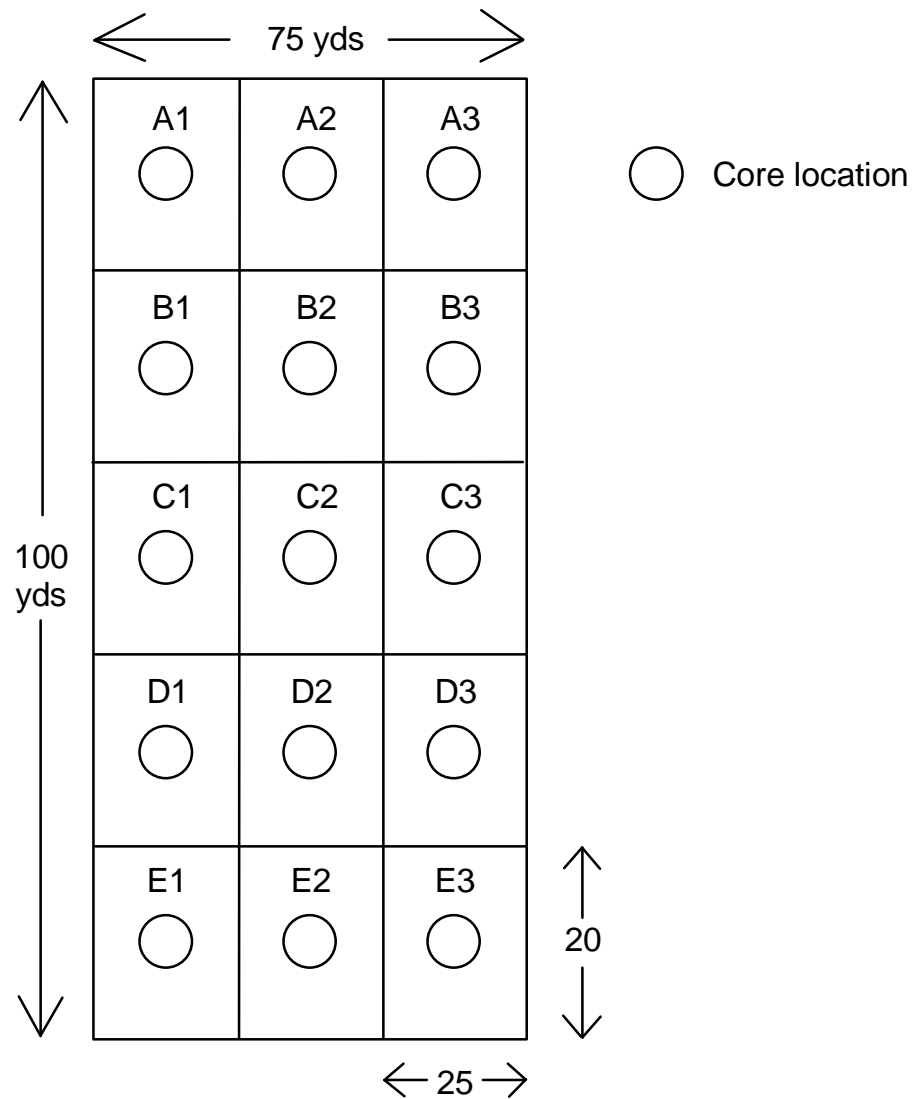 75 yds
A1 A2 A3
Core location
B1 B2 B3
C1 C2 C3
100
yds
D1 D2 D3
E1 E2 E3
20
25